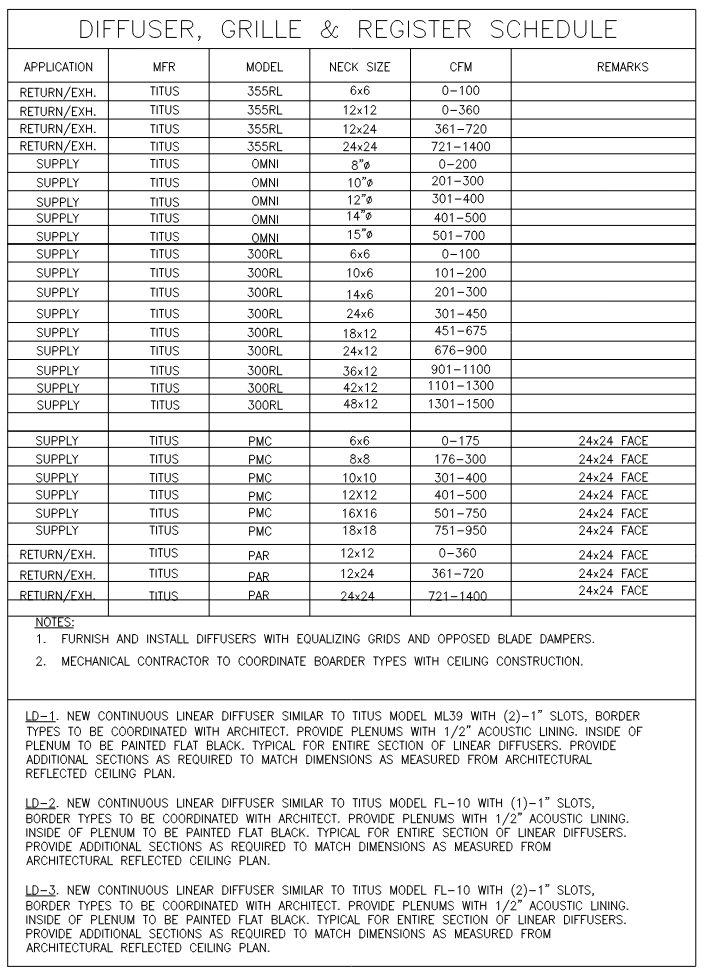 DIFFUSER, GRILLE & REGISTER SCHEDULE
APPLICATION MFR MODEL NECK SIZE CFM REMARKS
RETURN/EXH. TITUS 355RL 6x6 0-100
RETURN/EXH. TITUS 355RL 12x12 0-360
RETURN/EXH. TITUS 355RL 12x24 361-720
RETURN/EXH. TITUS 355RL 24x24 721-1400
SUPPLY TITUS OMNI 8"ø 0-200
SUPPLY TITUS OMNI 10"ø 201-300
SUPPLY TITUS OMNI 12"ø 301-400
SUPPLY TITUS OMNI 14"ø 401-500
SUPPLY TITUS OMNI 15"ø 501-700
SUPPLY TITUS 300RL 6x6 0-100
SUPPLY TITUS 300RL 10x6 101-200
SUPPLY TITUS 300RL 14x6 201-300
SUPPLY TITUS 300RL 24x6 301-450
SUPPLY TITUS 300RL 18x12 451-675
SUPPLY TITUS 300RL 24x12 676-900
SUPPLY TITUS 300RL 36x12 901-1100
SUPPLY TITUS 300RL 42x12 1101-1300
SUPPLY TITUS 300RL 48x12 1301-1500
SUPPLY TITUS PMC 6x6 0-175 24x24 FACE
SUPPLY TITUS PMC 8x8 176-300 24x24 FACE
SUPPLY TITUS PMC 10x10 301-400 24x24 FACE
SUPPLY TITUS PMC 12X12 401-500 24x24 FACE
SUPPLY TITUS PMC 16X16 501-750 24x24 FACE
SUPPLY TITUS PMC 18x18 751-950 24x24 FACE
RETURN/EXH. TITUS PAR 12x12 0-360 24x24 FACE
RETURN/EXH. TITUS PAR 12x24 361-720 24x24 FACE
RETURN/EXH. TITUS PAR 24x24 721-1400 24x24 FACE
NOTES:
1. FURNISH AND INSTALL DIFFUSERS WITH EQUALIZING GRIDS AND OPPOSED BLADE DAMPERS.
2. MECHANICAL CONTRACTOR TO COORDINATE BOARDER TYPES WITH CEILING CONSTRUCTION.
LD-1. NEW CONTINUOUS LINEAR DIFFUSER SIMILAR TO TITUS MODEL ML39 WITH (2)-1" SLOTS, BORDER
TYPES TO BE COORDINATED WITH ARCHITECT. PROVIDE PLENUMS WITH 1/2" ACOUSTIC LINING. INSIDE OF
PLENUM TO BE PAINTED FLAT BLACK. TYPICAL FOR ENTIRE SECTION OF LINEAR DIFFUSERS. PROVIDE
ADDITIONAL SECTIONS AS REQUIRED TO MATCH DIMENSIONS AS MEASURED FROM ARCHITECTURAL
REFLECTED CEILING PLAN.
LD-2. NEW CONTINUOUS LINEAR DIFFUSER SIMILAR TO TITUS MODEL FL-10 WITH (1)-1" SLOTS,
BORDER TYPES TO BE COORDINATED WITH ARCHITECT. PROVIDE PLENUMS WITH 1/2" ACOUSTIC LINING.
INSIDE OF PLENUM TO BE PAINTED FLAT BLACK. TYPICAL FOR ENTIRE SECTION OF LINEAR DIFFUSERS.
PROVIDE ADDITIONAL SECTIONS AS REQUIRED TO MATCH DIMENSIONS AS MEASURED FROM
ARCHITECTURAL REFLECTED CEILING PLAN.
LD-3. NEW CONTINUOUS LINEAR DIFFUSER SIMILAR TO TITUS MODEL FL-10 WITH (2)-1" SLOTS,
BORDER TYPES TO BE COORDINATED WITH ARCHITECT. PROVIDE PLENUMS WITH 1/2" ACOUSTIC LINING.
INSIDE OF PLENUM TO BE PAINTED FLAT BLACK. TYPICAL FOR ENTIRE SECTION OF LINEAR DIFFUSERS.
PROVIDE ADDITIONAL SECTIONS AS REQUIRED TO MATCH DIMENSIONS AS MEASURED FROM
ARCHITECTURAL REFLECTED CEILING PLAN.